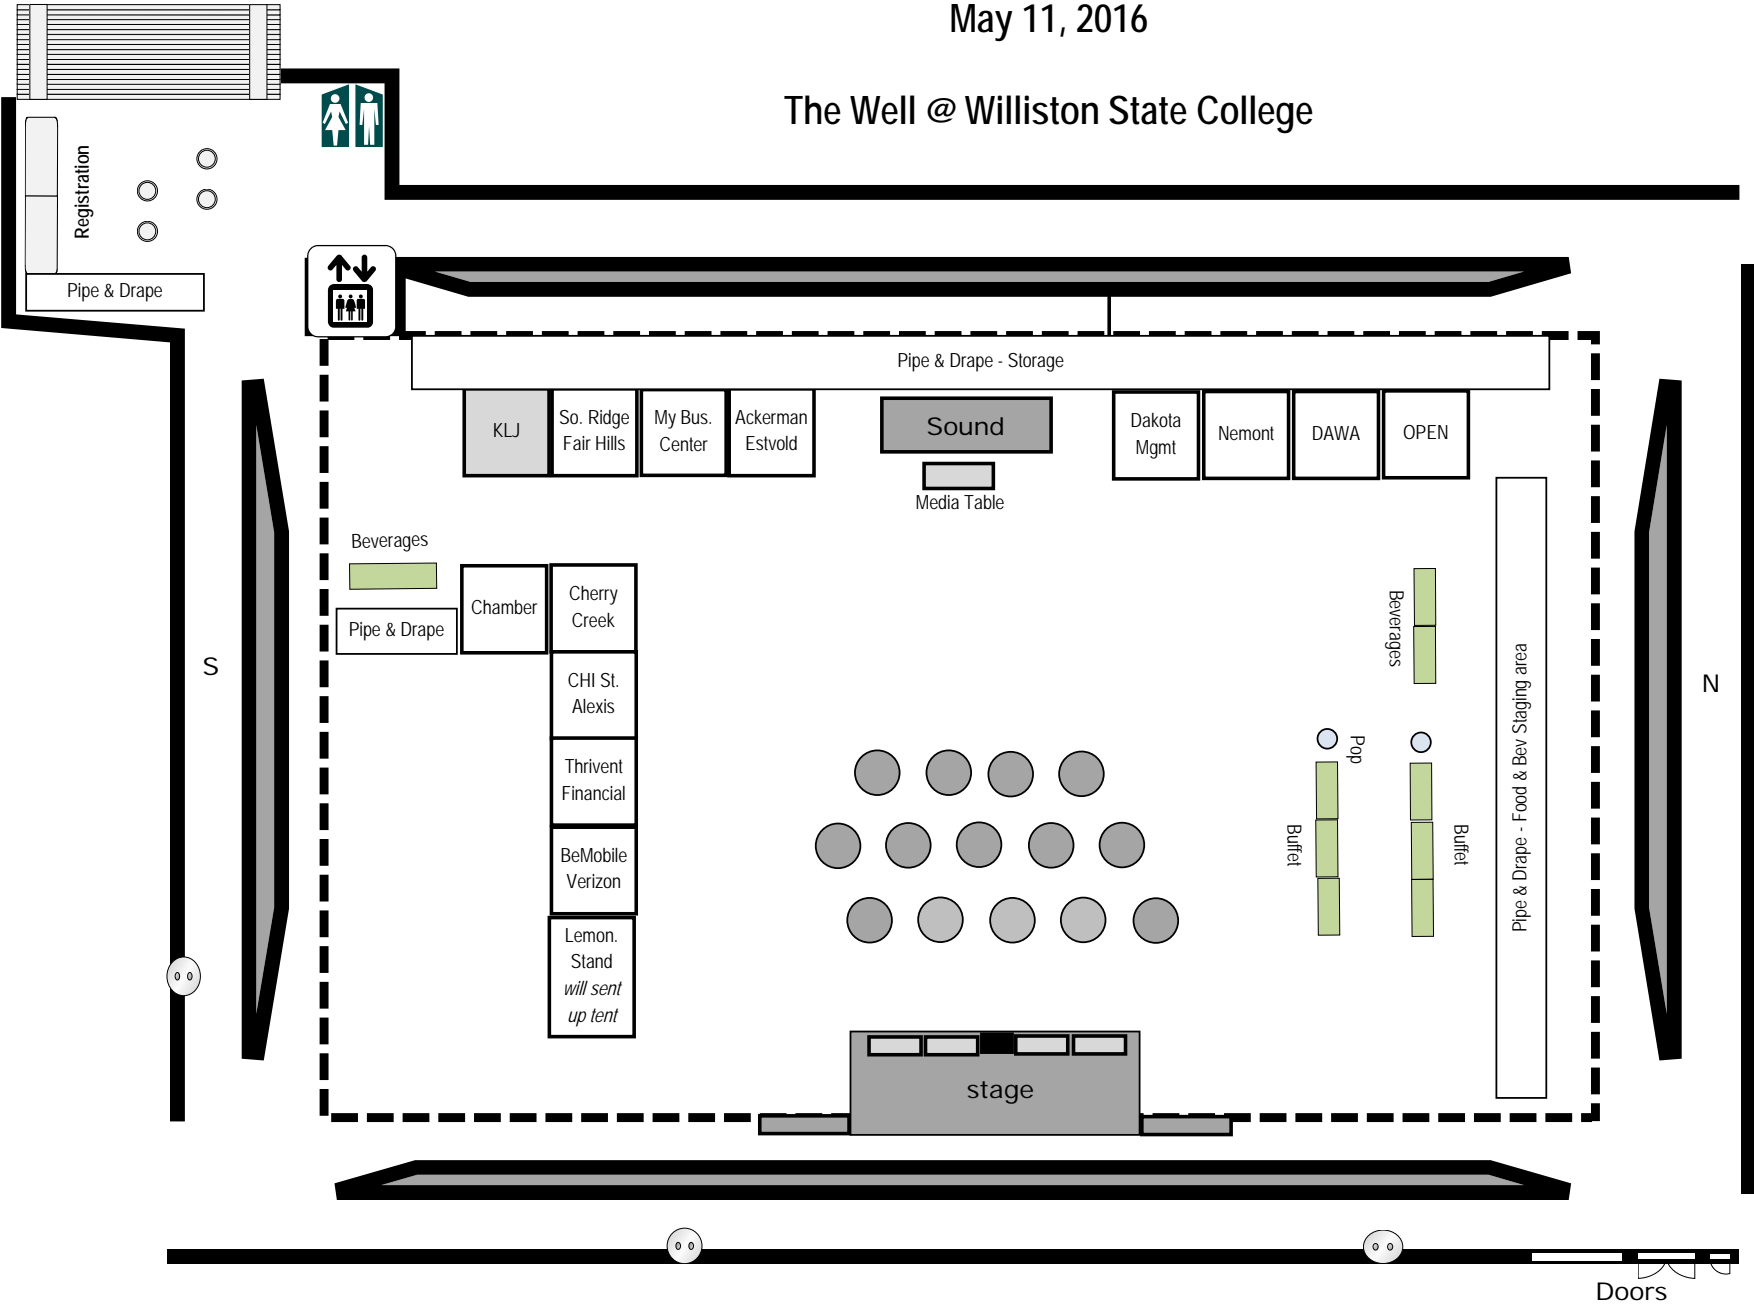 May 11, 2016
The Well @ Williston State College
Registration
Pipe & Drape
Pipe & Drape - Storage
KLJ
So. Ridge
Fair Hills
My Bus.
Center
Ackerman
Estvold
Sound
Media Table
Dakota
Mgmt
Nemont
DAWA
OPEN
Beverages
Pipe & Drape
Chamber
Cherry
Creek
CHI St.
Alexis
Thrivent
Financial
BeMobile
Verizon
Lemon.
Stand
will sent
up tent
S
Beverages
Pop
Buffet
Buffet
Pipe & Drape - Food & Bev Staging area
N
stage
Doors